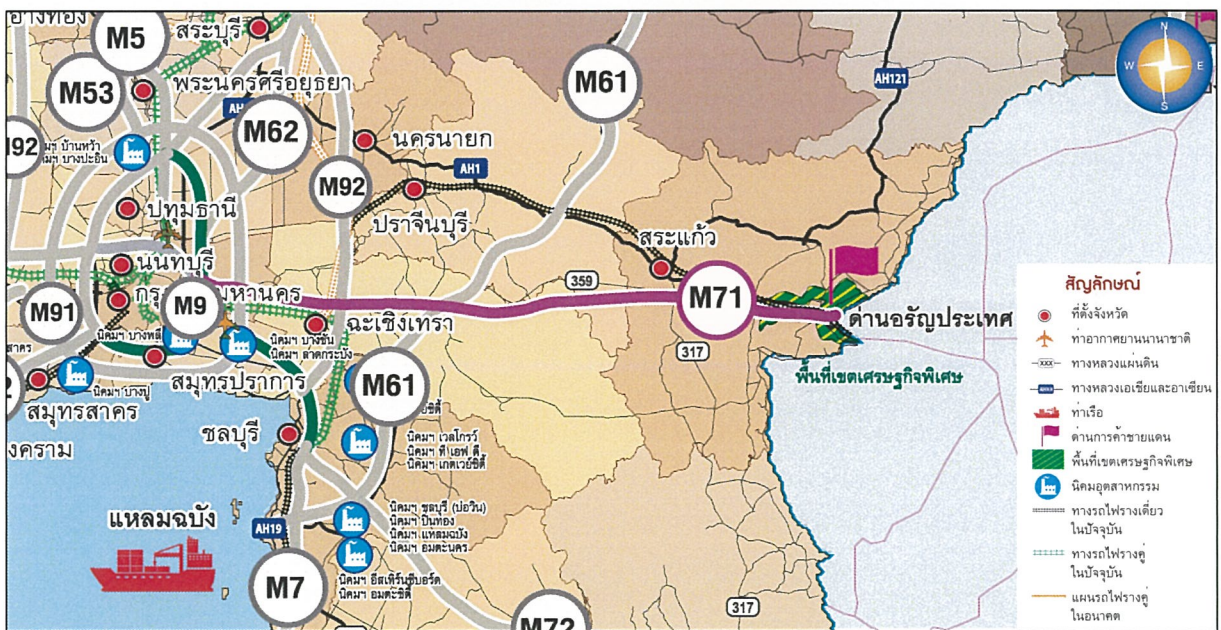 อ่างทอง
M5
สระบุรี
M53
พระนครศรีอยุธยา
M61
AH121
N
W E
S
M62
นครนายก
นิคมฯ บ้านหว้า
นิคมฯ บางปะอิน
AH1
M92
ปทุมธานี
ปราจีนบุรี
สระแก้ว
นนทบุรี
359
M71
M91
M9
มหานคร
ฉะเชิงเทรา
ด่านอรัญประเทศ
นิคมฯ บางพลี
นิคมฯ บางชัน
นิคมฯ ลาดกระบัง
317
สมุทรปราการ
พื้นที่เขตเศรษฐกิจพิเศษ
นิคมฯ บางปู
M61
สมุทรสาคร
ชลบุรี
งคราม
นิคมฯ เวลโกรว์
นิคมฯ ที เอฟ ดี
นิคมฯ เกตเวย์ซิตี้
แหลมฉบัง
AH19
นิคมฯ ชลบุรี (บ่อวิน)
นิคมฯ ปิ่นทอง
นิคมฯ แหลมฉบัง
นิคมฯ อมตะนคร
นิคมฯ อีสเทิร์นซีบอร์ด
นิคมฯ อมตะซิตี้
M7
M72
317
สัญลักษณ์
ที่ตั้งจังหวัด
ท่าอากาศยานนานาชาติ
XXX ทางหลวงแผ่นดิน
ทางหลวงเอเชียและอาเซียน
ท่าเรือ
ด่านการค้าชายแดน
พื้นที่เขตเศรษฐกิจพิเศษ
นิคมอุตสาหกรรม
ทางรถไฟรางเดี่ยว
ในปัจจุบัน
ทางรถไฟรางคู่
ในปัจจุบัน
แผนรถไฟรางคู่
ในอนาคต